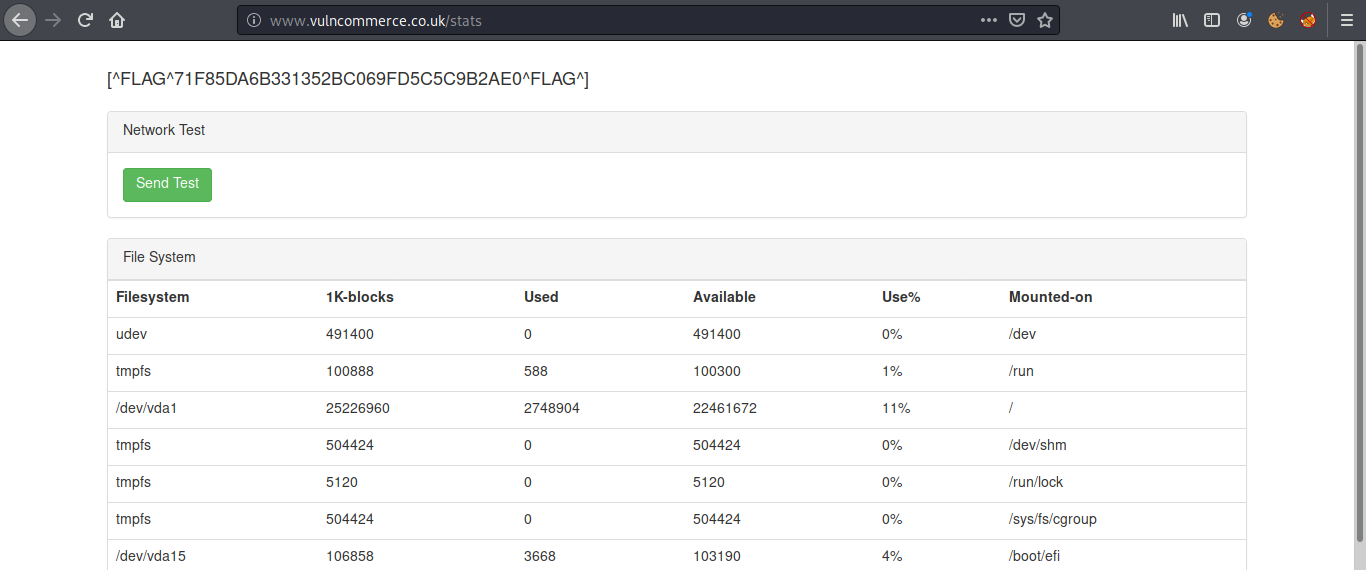 www.vulncommerce.co.uk/stats
[^FLAG^71F85DA6B331352BC069FD5C5C9B2AE0^FLAG^]
Network Test
Send Test
File System
Filesystem 1K-blocks Used Available Use% Mounted-on
udev 491400 0 491400 0% /dev
tmpfs 100888 588 100300 1% /run
/dev/vda1 25226960 2748904 22461672 11% /
tmpfs 504424 0 504424 0% /dev/shm
tmpfs 5120 0 5120 0% /run/lock
tmpfs 504424 0 504424 0% /sys/fs/cgroup
/dev/vda15 106858 3668 103190 4% /boot/efi